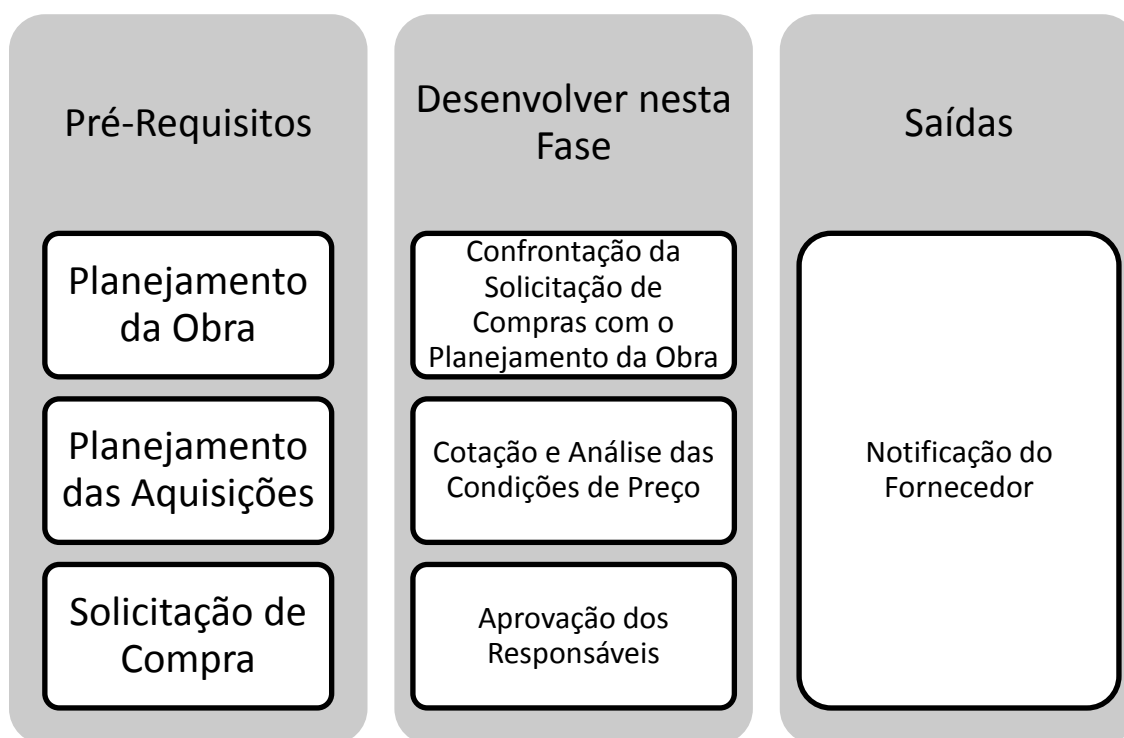 Pré-Requisitos
Planejamento
da Obra
Planejamento
das Aquisições
Solicitação de
Compra
Desenvolver nesta
Fase
Confrontação da
Solicitação de
Compras com o
Planejamento da Obra
Cotação e Análise das
Condições de Preço
Aprovação dos
Responsáveis
Saídas
Notificação do
Fornecedor